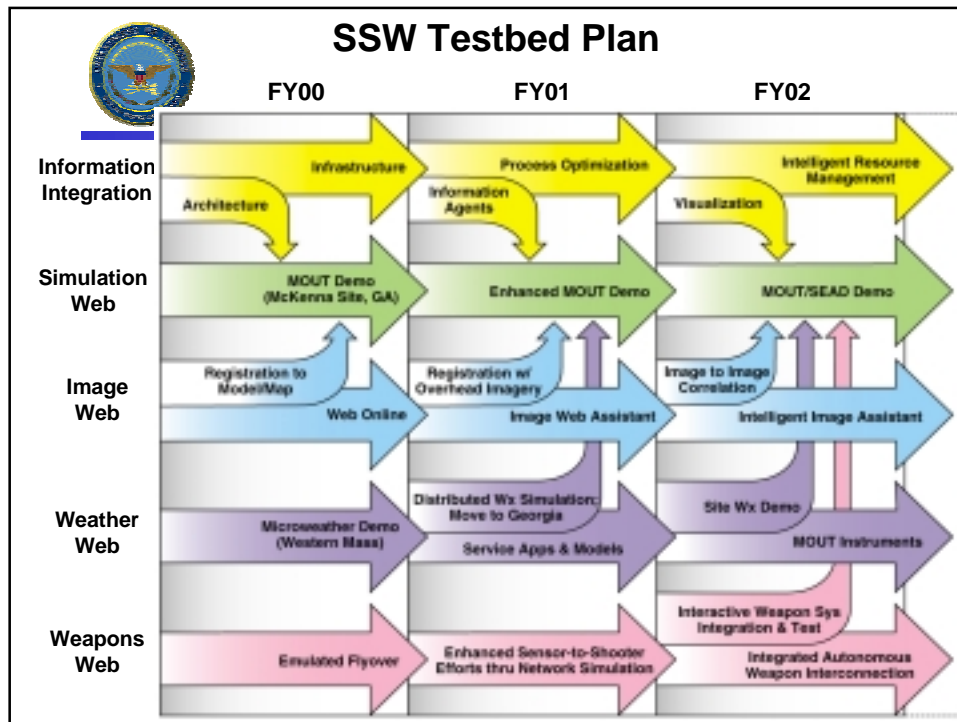 SSW Testbed Plan
FY00 FY01 FY02
Information
Integration
Infrastructure
Process Optimization
Intelligent Resource
Management
Architecture
Information
Agents
Visualization
Simulation
Web
MOUT Demo
(McKenna Site, GA)
Enhanced MOUT Demo
MOUT/SEAD Demo
Image
Web
Registration to
Model/Map
Registration w/
Overhead Imagery
Image to Image
Correlation
Web Online
Image Web Assistant
Intelligent Image Assistant
Weather
Web
Microweather Demo
(Western Mass)
Distributed Wx Simulation:
Move to Georgia
Service Apps & Models
Site Wx Demo
MOUT Instruments
Weapons
Web
Emulated Flyover
Enhanced Sensor-to-Shooter
Efforts thru Network Simulation
Interactive Weapon Sys
Integration & Test
Integrated Autonomous
Weapon Interconnection